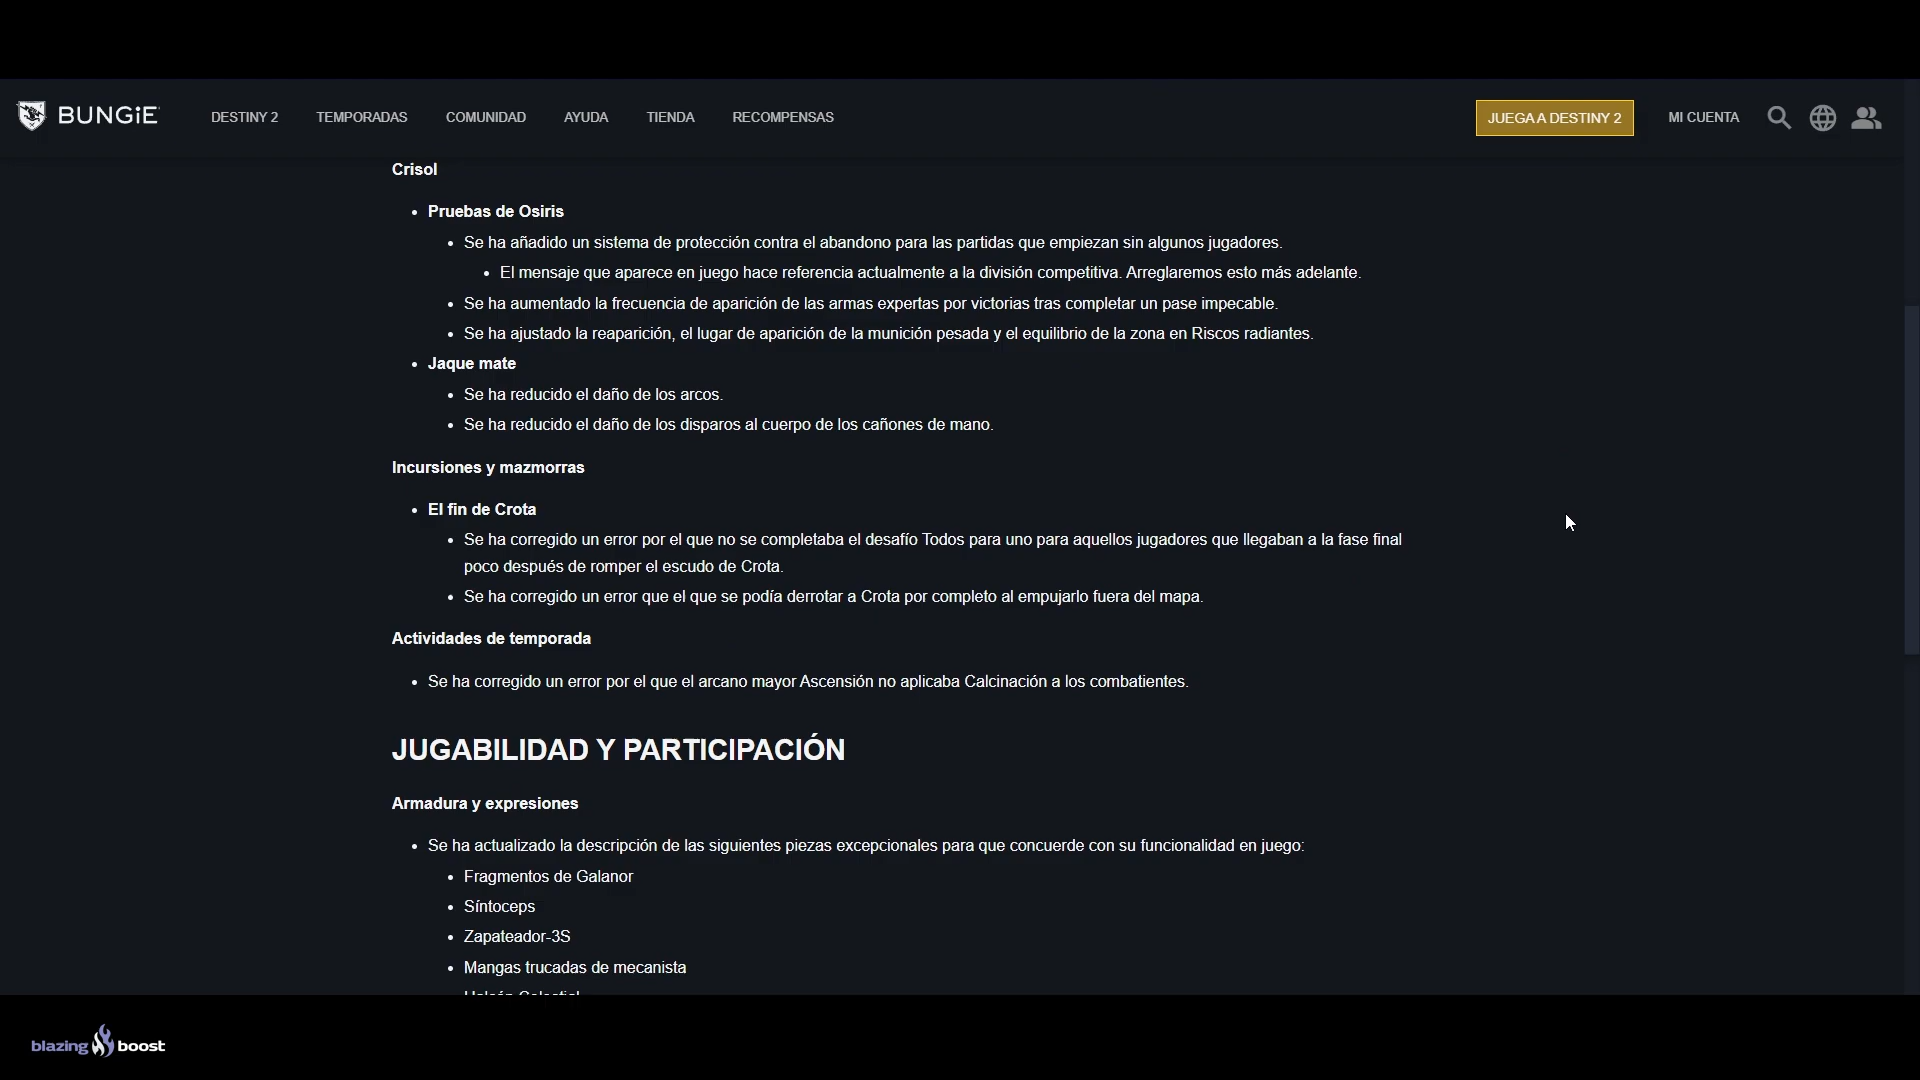 BUNGiE
DESTINY 2
TEMPORADAS
COMUNIDAD
AYUDA
TIENDA
RECOMPENSAS
JUEGA A DESTINY 2
MI CUENTA
Crisol
Pruebas de Osiris
Se ha añadido un sistema de protección contra el abandono para las partidas que empiezan sin algunos jugadores.
El mensaje que aparece en juego hace referencia actualmente a la división competitiva. Arreglaremos esto más adelante.
Se ha aumentado la frecuencia de aparición de las armas expertas por victorias tras completar un pase impecable.
Se ha ajustado la reaparición, el lugar de aparición de la munición pesada y el equilibrio de la zona en Riscos radiantes.
Jaque mate
Se ha reducido el daño de los arcos.
Se ha reducido el daño de los disparos al cuerpo de los cañones de mano.
Incursiones y mazmorras
El fin de Crota
Se ha corregido un error por el que no se completaba el desafío Todos para uno para aquellos jugadores que llegaban a la fase final
poco después de romper el escudo de Crota.
Se ha corregido un error que el que se podía derrotar a Crota por completo al empujarlo fuera del mapa.
Actividades de temporada
Se ha corregido un error por el que el arcano mayor Ascensión no aplicaba Calcinación a los combatientes.
JUGABILIDAD Y PARTICIPACIÓN
Armadura y expresiones
Se ha actualizado la descripción de las siguientes piezas excepcionales para que concuerde con su funcionalidad en juego:
Fragmentos de Galanor
Síntoceps
Zapateador-3S
Mangas trucadas de mecanista
blazing boost